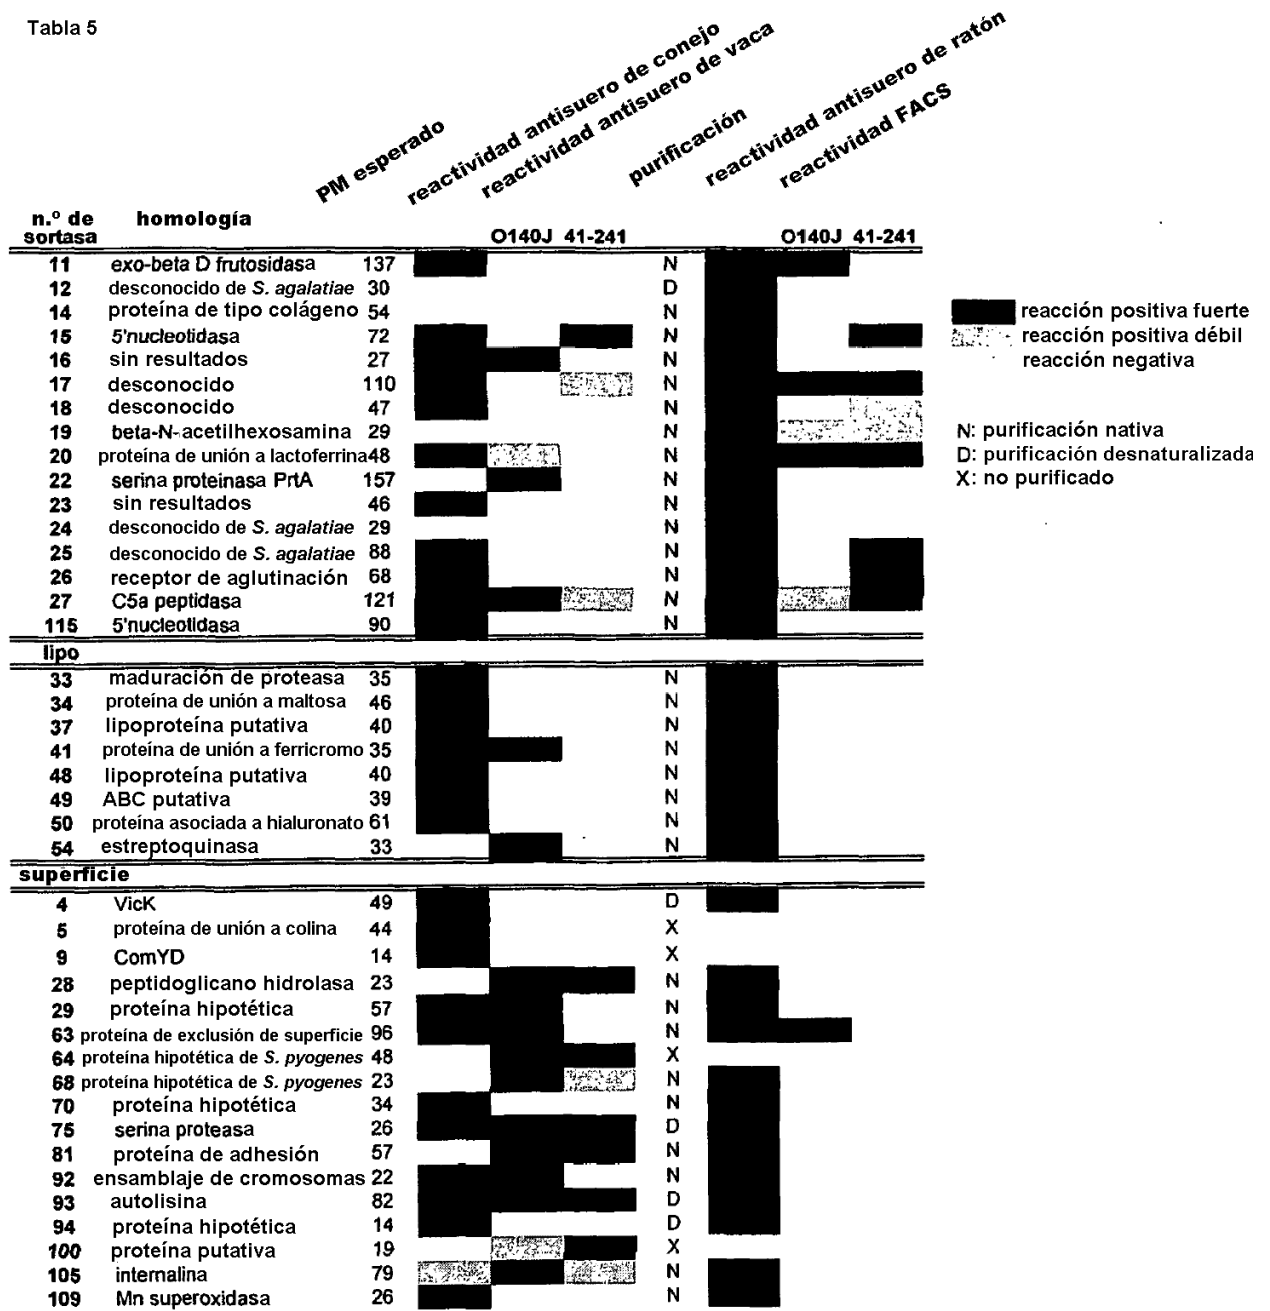 Tabla 5
PM esperado
reactividad antisuero de conejo
reactividad antisuero de vaca
purificación
reactividad antisuero de ratón
reactividad FACS
n.º de sortasa
homología
O140J 41-241
O140J 41-241
11 exo-beta D frutosidasa 137 N
12 desconocido de S. agalatiae 30 D
14 proteína de tipo colágeno 54 N
15 5'nucleotidasa 72 N
16 sin resultados 27 N
17 desconocido 110 N
18 desconocido 47 N
19 beta-N-acetilhexosamina 29 N
20 proteína de unión a lactoferrina 48 N
22 serina proteinasa PrtA 157 N
23 sin resultados 46 N
24 desconocido de S. agalatiae 29 N
25 desconocido de S. agalatiae 88 N
26 receptor de aglutinación 68 N
27 C5a peptidasa 121 N
115 5'nucleotidasa 90 N
reacción positiva fuerte
reacción positiva débil
reacción negativa
N: purificación nativa
D: purificación desnaturalizada
X: no purificado
lipo
33 maduración de proteasa 35 N
34 proteína de unión a maltosa 46 N
37 lipoproteína putativa 40 N
41 proteína de unión a ferricromo 35 N
48 lipoproteína putativa 40 N
49 ABC putativa 39 N
50 proteína asociada a hialuronato 61 N
54 estreptoquinasa 33 N
superficie
4 VicK 49 D
5 proteína de unión a colina 44 X
9 ComYD 14 X
28 peptidoglicano hidrolasa 23 N
29 proteína hipotética 57 N
63 proteína de exclusión de superficie 96 N
64 proteína hipotética de S. pyogenes 48 X
68 proteína hipotética de S. pyogenes 23 N
70 proteína hipotética 34 N
75 serina proteasa 26 D
81 proteína de adhesión 57 N
92 ensamblaje de cromosomas 22 N
93 autolisina 82 D
94 proteína hipotética 14 D
100 proteína putativa 19 X
105 internalina 79 N
109 Mn superoxidasa 26 N